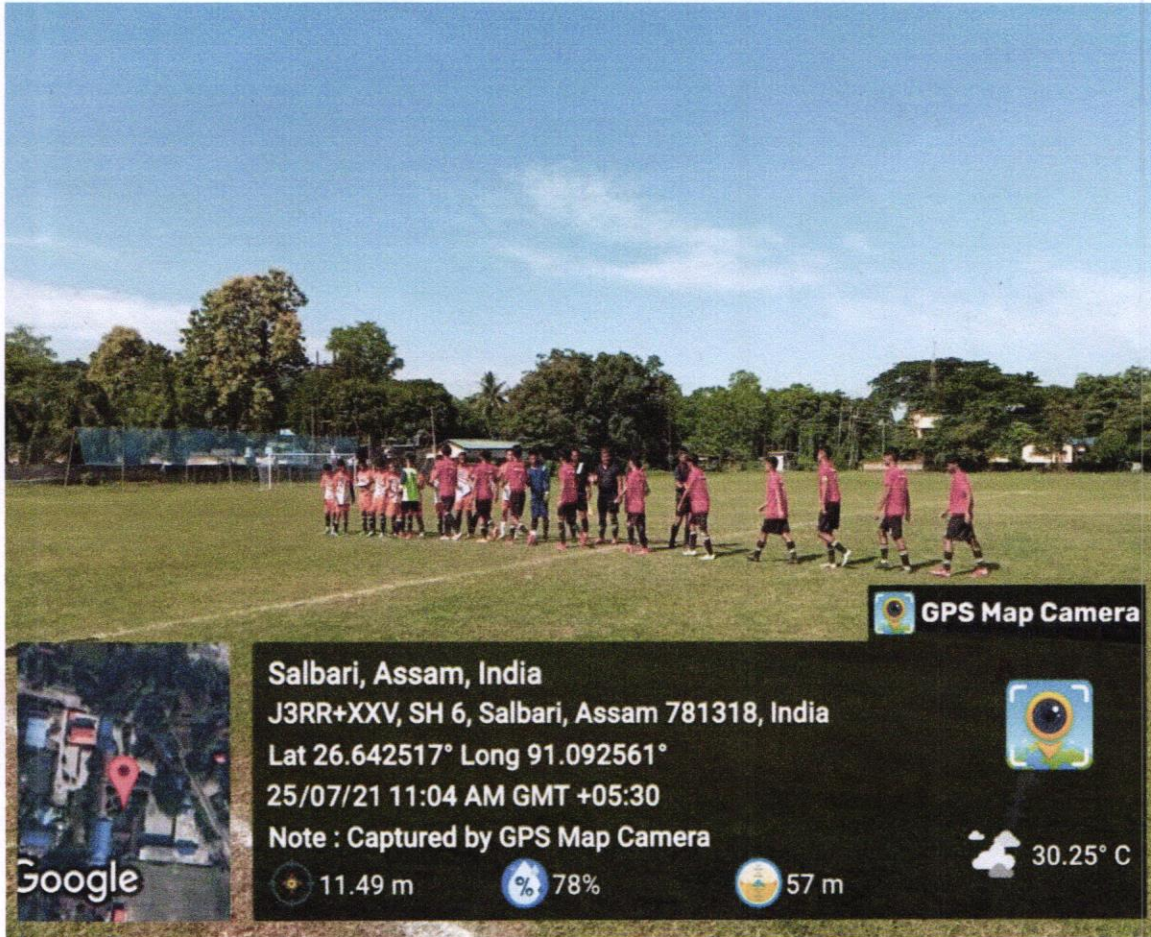 GPS Map Camera
Salbari, Assam, India
J3RR+XXV, SH 6, Salbari, Assam 781318, India
Lat 26.642517° Long 91.092561°
25/07/21 11:04 AM GMT +05:30
Note : Captured by GPS Map Camera
Google
11.49 m
% 78%
57 m
30.25° C